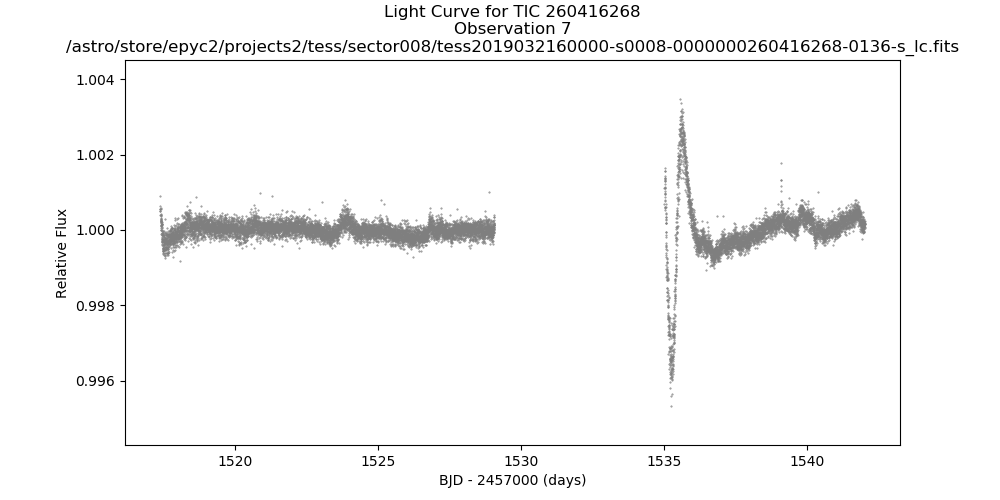 Light Curve for TIC 260416268
Observation 7
/astro/store/epyc2/projects2/tess/sector008/tess2019032160000-s0008-0000000260416268-0136-s_lc.fits
1.004
1.002
1.000
0.998
0.996
Relative Flux
1520
1525
1530
1535
1540
BJD - 2457000 (days)